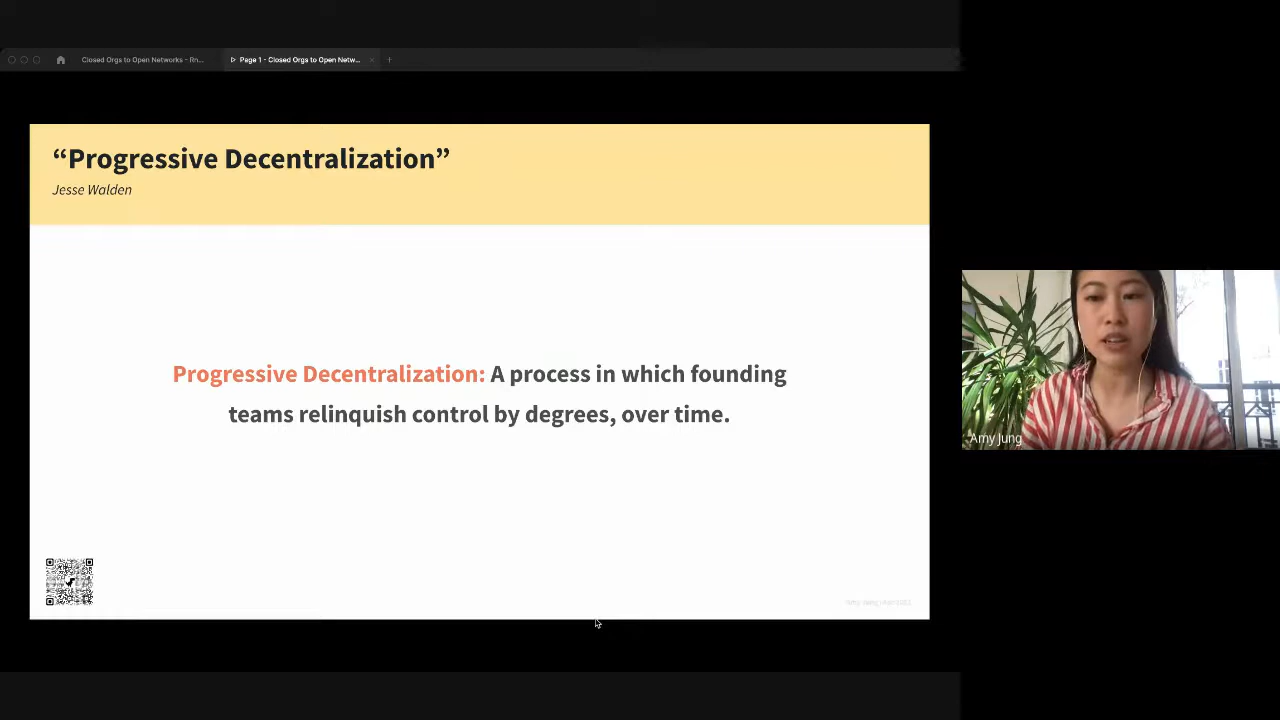 Closed Orgs to Open Networks - Rh...
Page 1 - Closed Orgs to Open Netw...
“Progressive Decentralization”
Jesse Walden
Progressive Decentralization: A process in which founding
teams relinquish control by degrees, over time.
Amy Jung